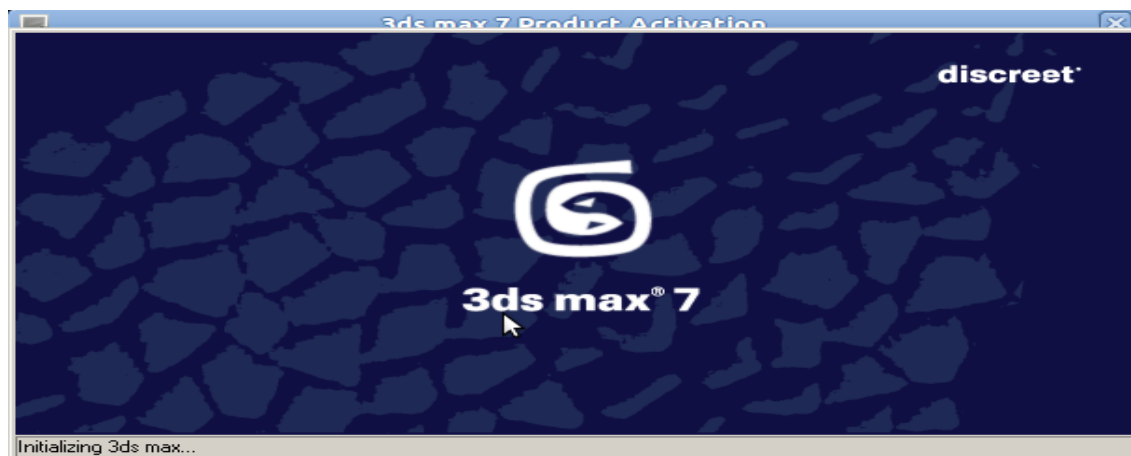 3ds max 7 Product Activation
discreet·
3ds max® 7
Initializing 3ds max...